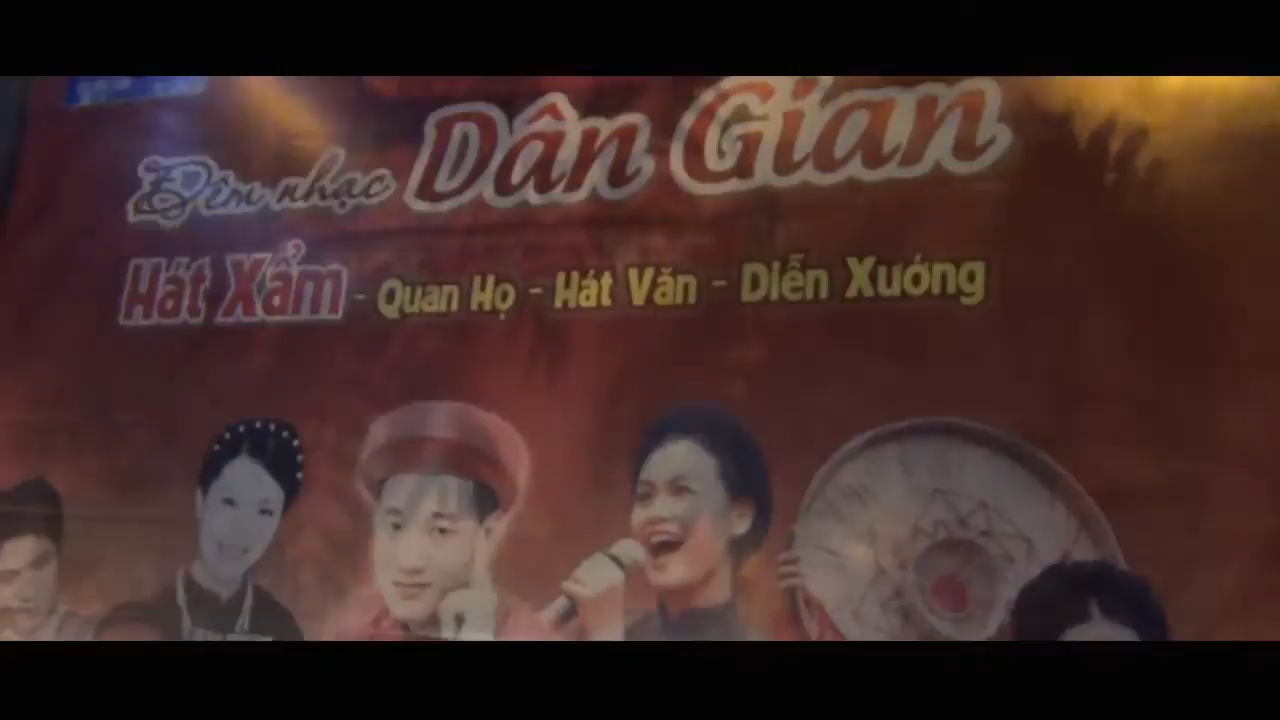 Đêm nhạc Dân Gian
Hát Xẩm - Quan Họ - Hát Văn - Diễn Xướng